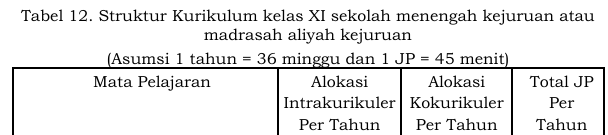 Tabel 12. Struktur Kurikulum kelas XI sekolah menengah kejuruan atau
madrasah aliyah kejuruan
(Asumsi 1 tahun = 36 minggu dan 1 JP = 45 menit)
Mata Pelajaran Alokasi Alokasi Total JP
Intrakurikuler Kokurikuler Per
Per Tahun Per Tahun Tahun